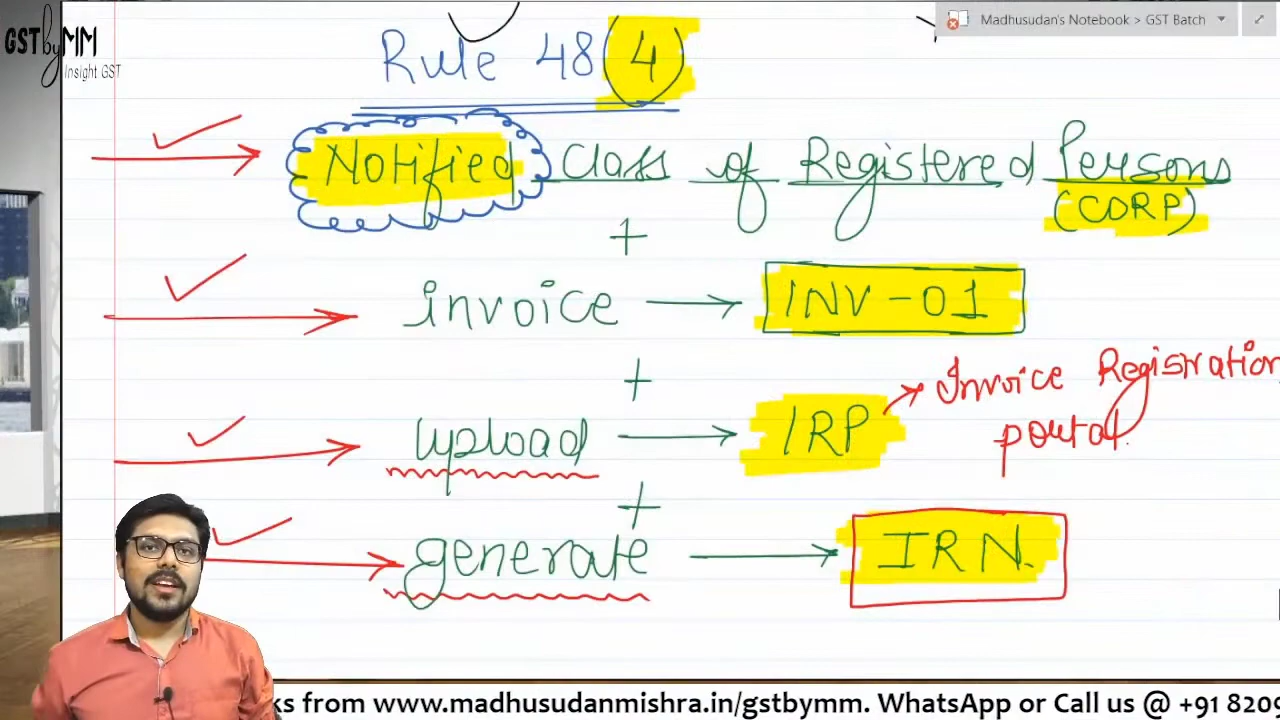 GST by MM
Insight GST
Madhusudan's Notebook > GST Batch
Rule 48(4)
Notified Class of Registered Persons
(CORP)
+
invoice → INV-01
+
Invoice Registration
upload → IRP
portal.
+
generate → IRN.
ks from www.madhusudanmishra.in/gstbymm. WhatsApp or Call us @ +91 8209